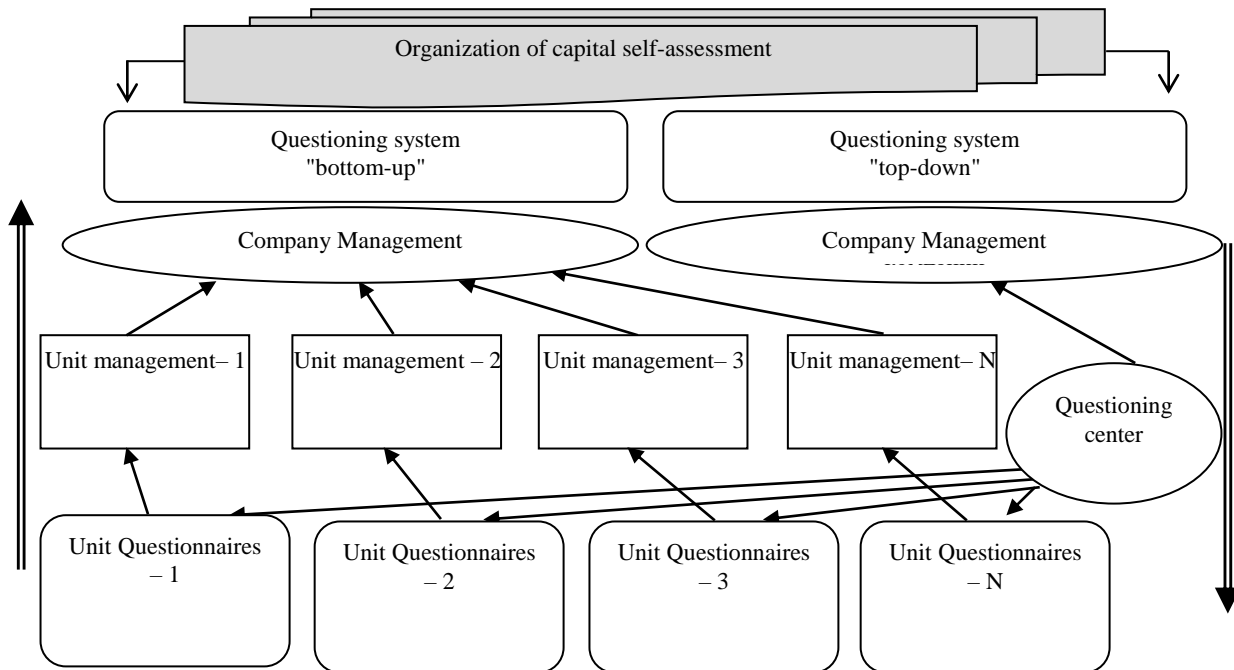 Organization of capital self-assessment
Questioning system
"bottom-up"
Questioning system
"top-down"
Company Management
Company Management
Unit management– 1
Unit management – 2
Unit management– 3
Unit management– N
Questioning
center
Unit Questionnaires
– 1
Unit Questionnaires
– 2
Unit Questionnaires
– 3
Unit Questionnaires
– N